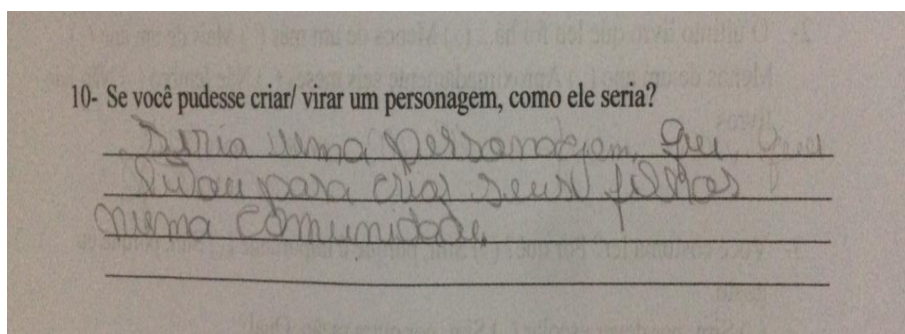 10- Se você pudesse criar/ virar um personagem, como ele seria?
Seria uma personagem, que, que
lutou para criar seus filhos
numa comunidade.